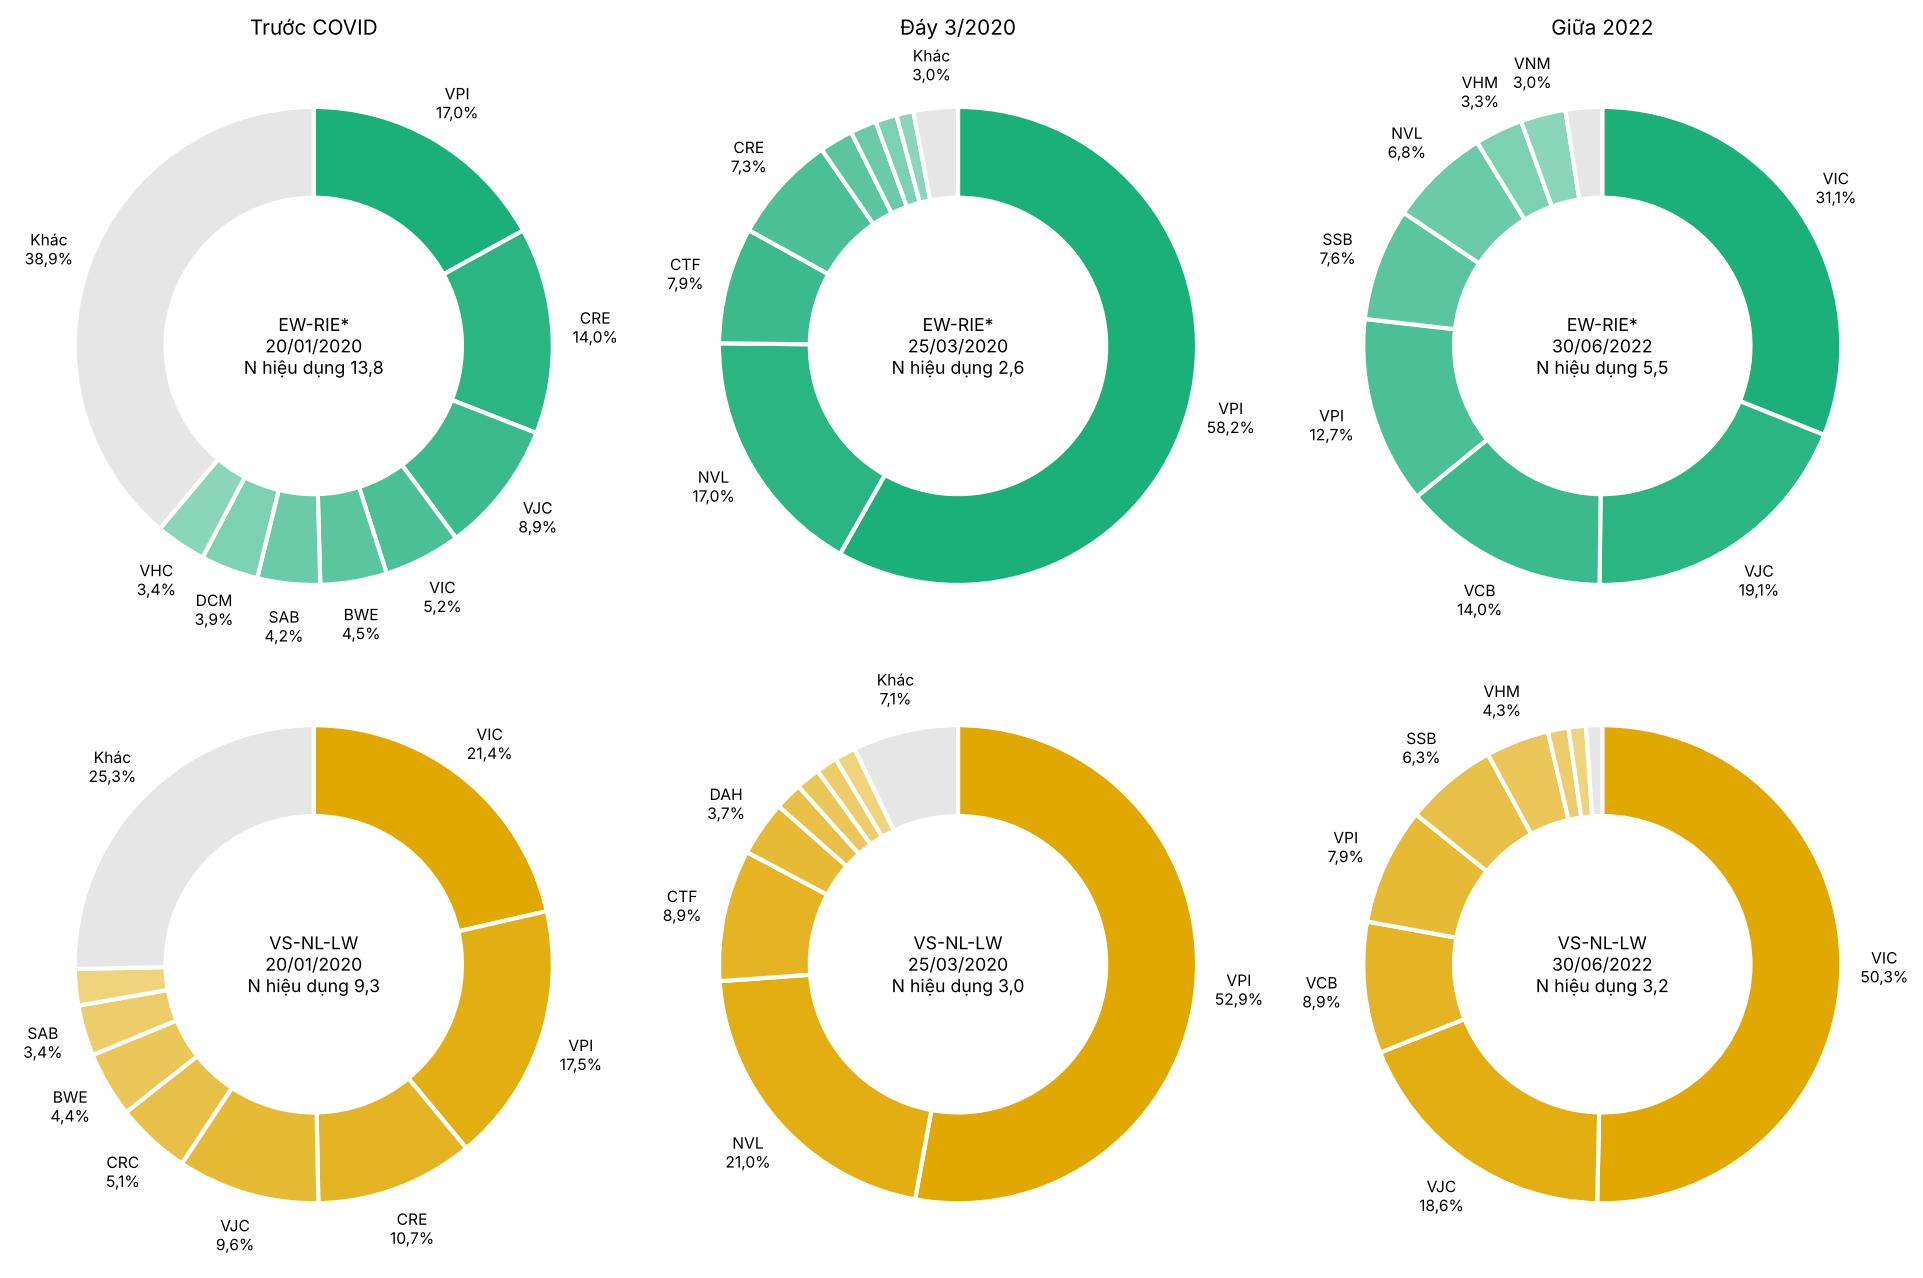 Trước COVID
VPI
17,0%
CRE
14,0%
VJC
8,9%
VIC
5,2%
BWE
4,5%
SAB
4,2%
DCM
3,9%
VHC
3,4%
Khác
38,9%
EW-RIE*
20/01/2020
N hiệu dụng 13,8
Đáy 3/2020
Khác
3,0%
CRE
7,3%
CTF
7,9%
NVL
17,0%
VPI
58,2%
EW-RIE*
25/03/2020
N hiệu dụng 2,6
Giữa 2022
VNM
3,0%
VHM
3,3%
NVL
6,8%
SSB
7,6%
VPI
12,7%
VCB
14,0%
VJC
19,1%
VIC
31,1%
EW-RIE*
30/06/2022
N hiệu dụng 5,5
VIC
21,4%
VPI
17,5%
CRE
10,7%
VJC
9,6%
CRC
5,1%
BWE
4,4%
SAB
3,4%
Khác
25,3%
VS-NL-LW
20/01/2020
N hiệu dụng 9,3
Khác
7,1%
DAH
3,7%
CTF
8,9%
NVL
21,0%
VPI
52,9%
VS-NL-LW
25/03/2020
N hiệu dụng 3,0
VHM
4,3%
SSB
6,3%
VPI
7,9%
VCB
8,9%
VJC
18,6%
VIC
50,3%
VS-NL-LW
30/06/2022
N hiệu dụng 3,2